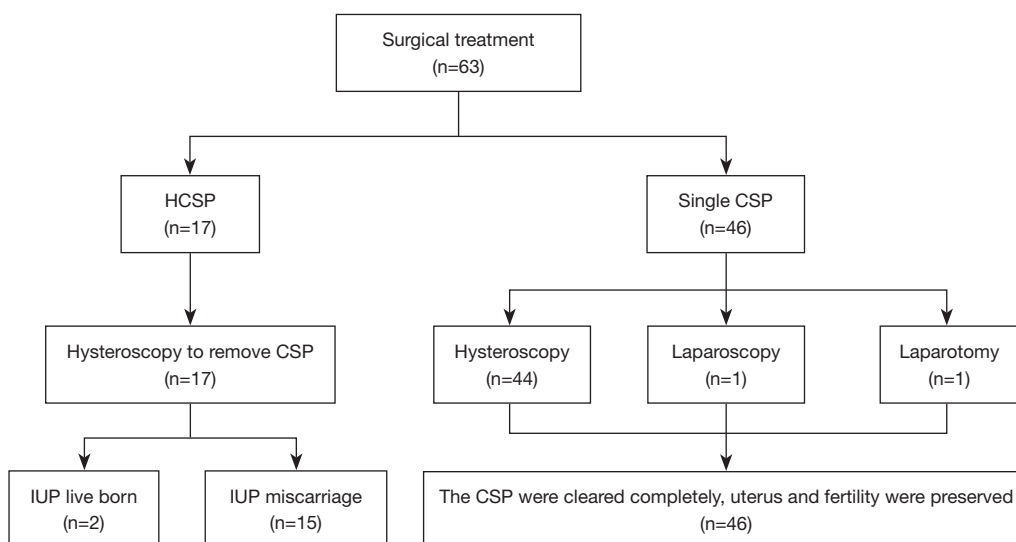 Surgical treatment
(n=63)
HCSP
(n=17)
Single CSP
(n=46)
Hysteroscopy to remove CSP
(n=17)
Hysteroscopy
(n=44)
Laparoscopy
(n=1)
Laparotomy
(n=1)
IUP live born
(n=2)
IUP miscarriage
(n=15)
The CSP were cleared completely, uterus and fertility were preserved
(n=46)